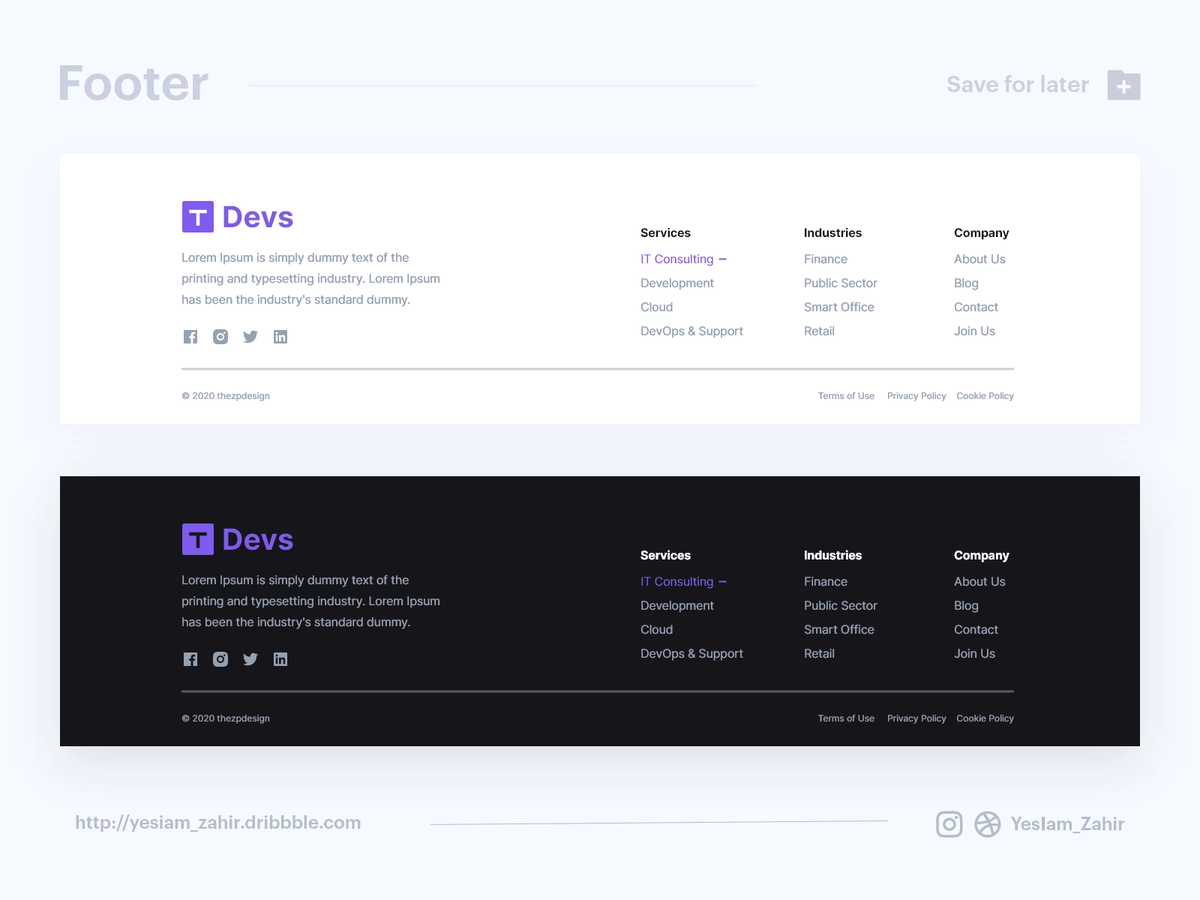 Footer
Save for later
T Devs
Lorem Ipsum is simply dummy text of the
printing and typesetting industry. Lorem Ipsum
has been the industry's standard dummy.
Services
IT Consulting –
Development
Cloud
DevOps & Support
Industries
Finance
Public Sector
Smart Office
Retail
Company
About Us
Blog
Contact
Join Us
© 2020 thezpdesign
Terms of Use Privacy Policy Cookie Policy
T Devs
Lorem Ipsum is simply dummy text of the
printing and typesetting industry. Lorem Ipsum
has been the industry's standard dummy.
Services
IT Consulting –
Development
Cloud
DevOps & Support
Industries
Finance
Public Sector
Smart Office
Retail
Company
About Us
Blog
Contact
Join Us
© 2020 thezpdesign
Terms of Use Privacy Policy Cookie Policy
http://yesiam_zahir.dribbble.com
YesIam_Zahir